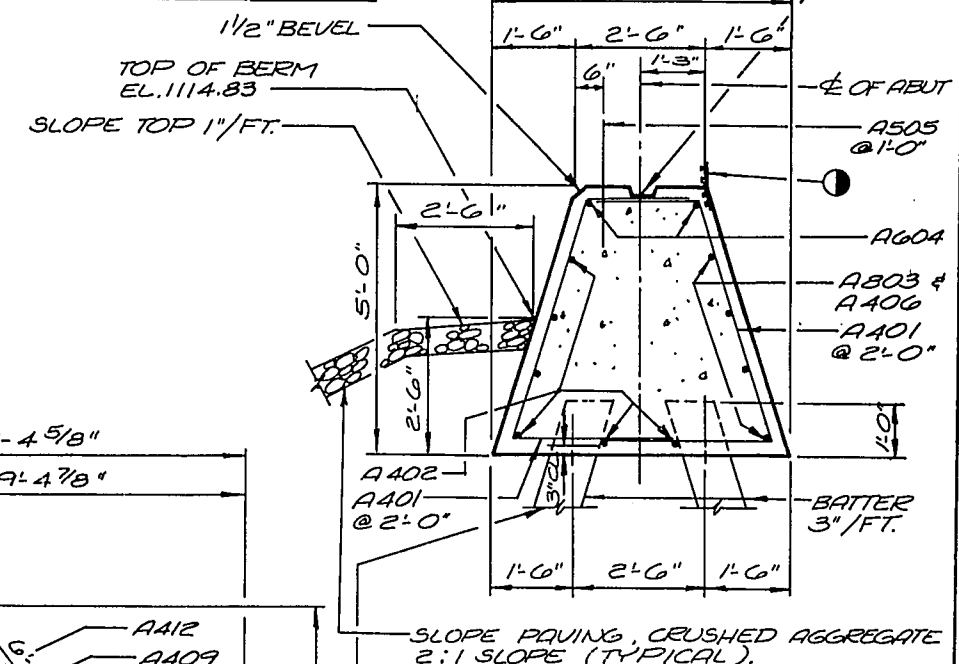 1'-6" 2'-6" 1'-6"
1½" BEVEL
6" 1'-3"
TOP OF BERM
EL.1114.83
℄ OF ABUT
SLOPE TOP 1"/FT.
A505
@ 1'-0"
2'-6"
A604
5'-0"
A803 &
A406
A401
@ 2'-0"
2'-6"
1'-0"
-4 5/8"
9'-4 7/8"
A402
A401
@ 2'-0"
BATTER
3"/FT.
1'-6" 2'-6" 1'-6"
A412
A409
SLOPE PAVING, CRUSHED AGGREGATE
2:1 SLOPE (TYPICAL).